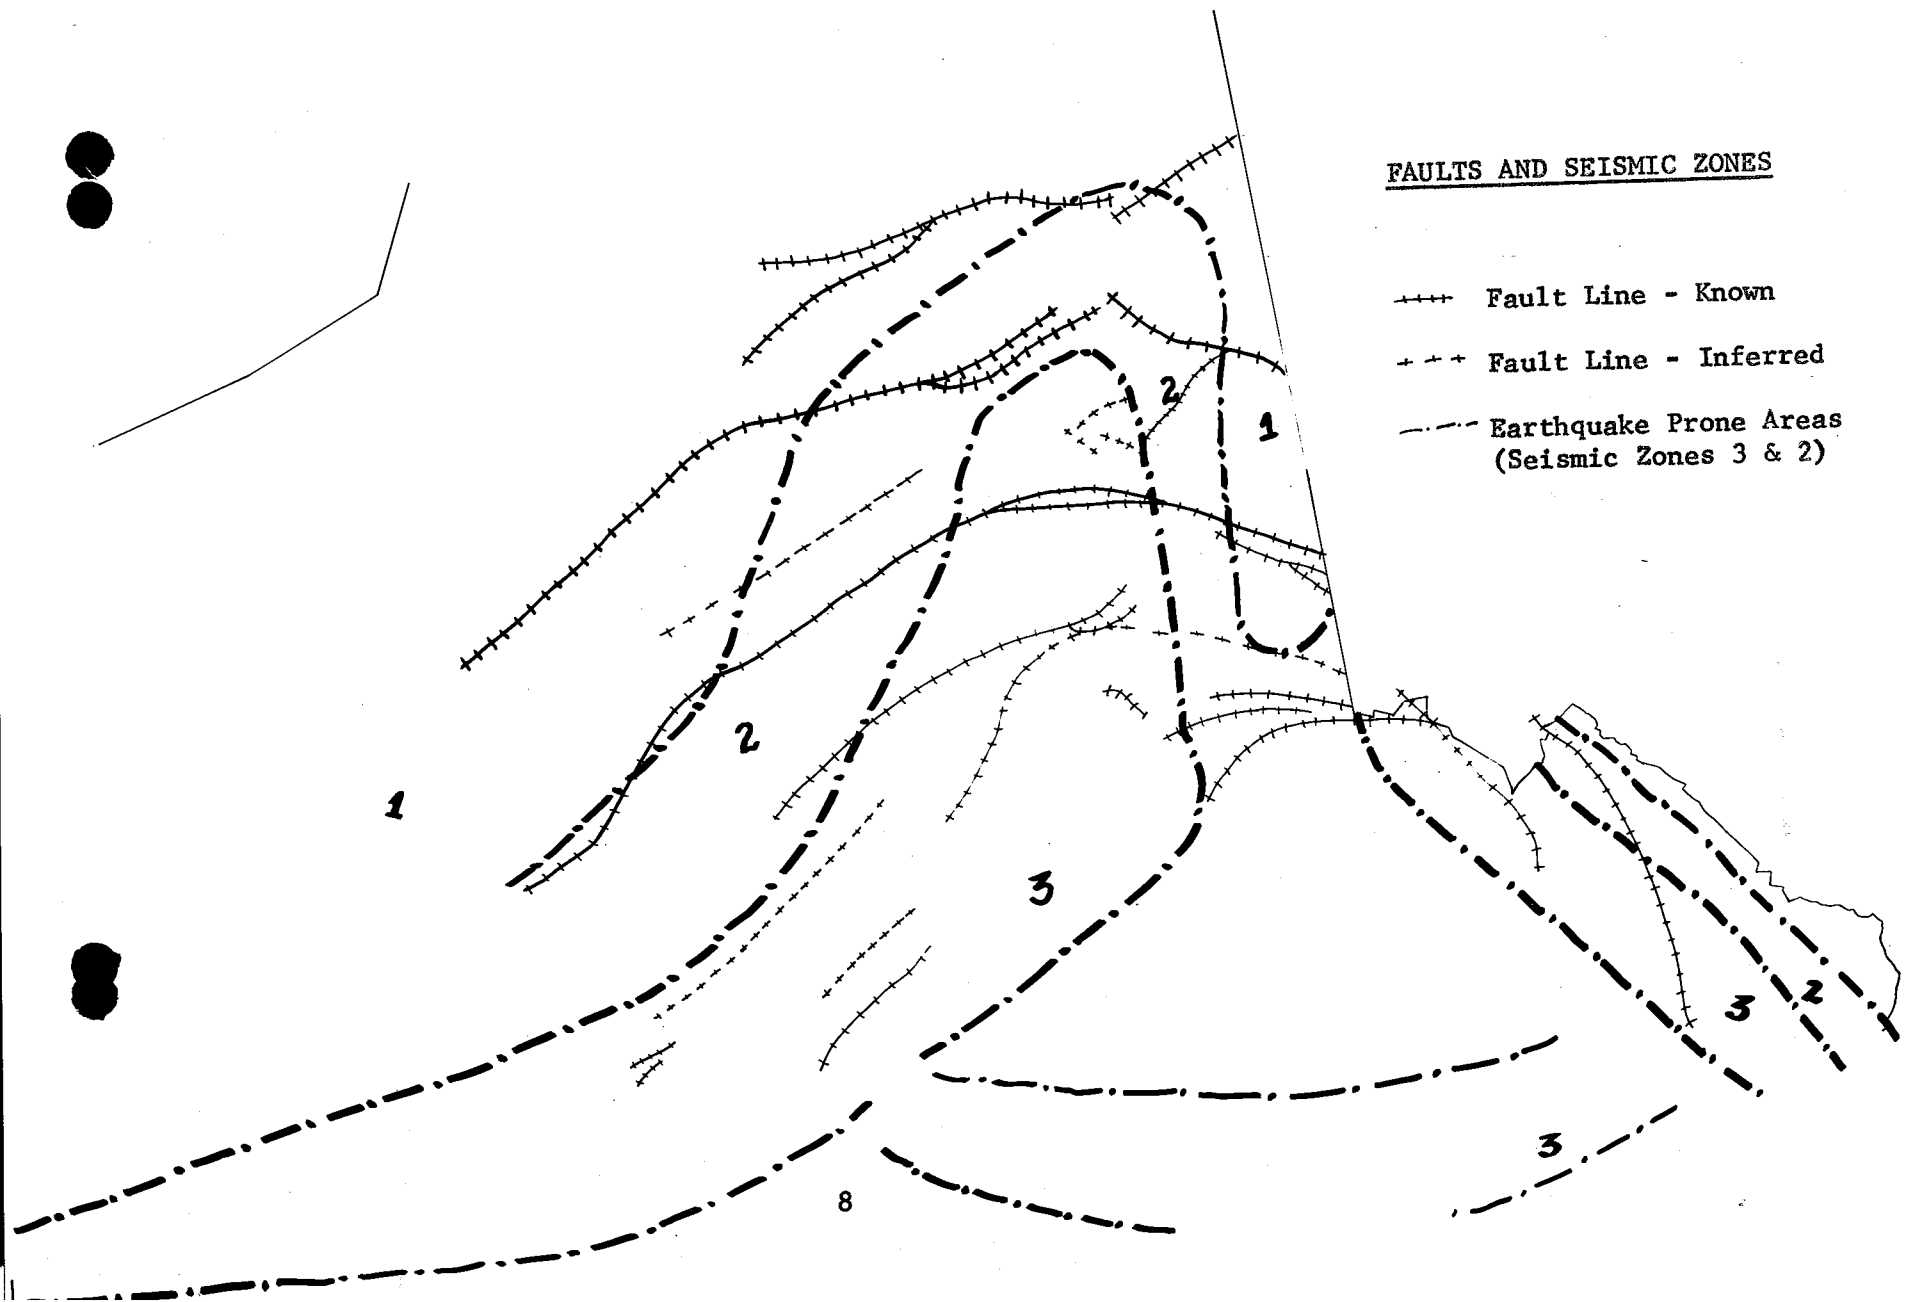 FAULTS AND SEISMIC ZONES
Fault Line - Known
Fault Line - Inferred
Earthquake Prone Areas
(Seismic Zones 3 & 2)
2
1
2
1
3
3
2
3
8